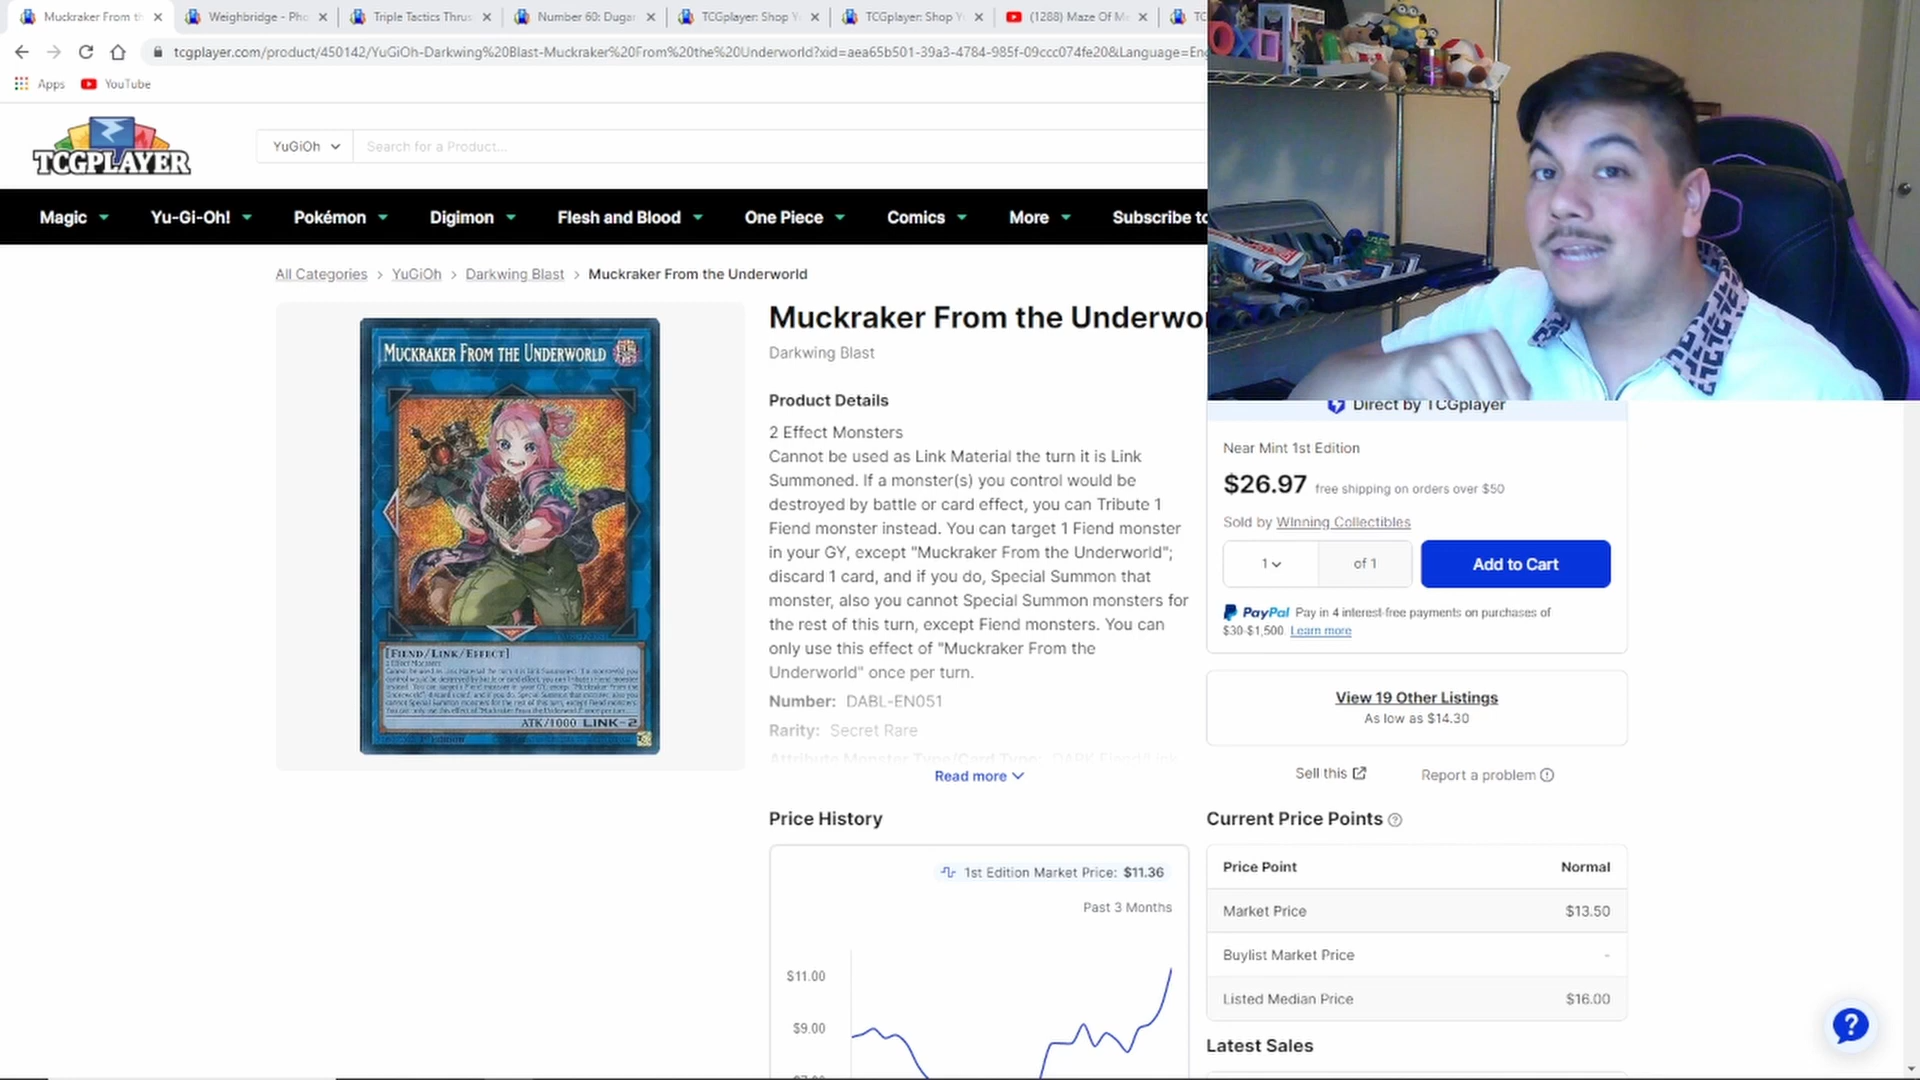 Muckraker From th
Weighbridge - Pho
Triple Tactics Thrus
Number 60: Dugar
TCGplayer: Shop Y
TCGplayer: Shop Y
(1288) Maze Of M
TC
tcgplayer.com/product/450142/YuGiOh-Darkwing%20Blast-Muckraker%20From%20the%20Underworld?xid=aea65b501-39a3-4784-985f-09ccc074fe20&Language=En
Apps
YouTube
TCGPLAYER
YuGiOh
Search for a Product...
Magic
Yu-Gi-Oh!
Pokémon
Digimon
Flesh and Blood
One Piece
Comics
More
Subscribe to
All Categories > YuGiOh > Darkwing Blast > Muckraker From the Underworld
MUCKRAKER FROM THE UNDERWORLD
[FIEND/LINK/EFFECT]
2 Effect Monsters
ATK/1000 LINK-2
Muckraker From the Underwo
Darkwing Blast
Product Details
2 Effect Monsters
Cannot be used as Link Material the turn it is Link
Summoned. If a monster(s) you control would be
destroyed by battle or card effect, you can Tribute 1
Fiend monster instead. You can target 1 Fiend monster
in your GY, except "Muckraker From the Underworld";
discard 1 card, and if you do, Special Summon that
monster, also you cannot Special Summon monsters for
the rest of this turn, except Fiend monsters. You can
only use this effect of "Muckraker From the
Underworld" once per turn.
Number: DABL-EN051
Rarity: Secret Rare
Attribute Monster Type/Card Type: DARK Fiend/Link
Read more
Direct by TCGplayer
Near Mint 1st Edition
$26.97 free shipping on orders over $50
Sold by WInning Collectibles
1
of 1
Add to Cart
PayPal Pay in 4 interest-free payments on purchases of
$30-$1,500. Learn more
View 19 Other Listings
As low as $14.30
Sell this
Report a problem
Price History
1st Edition Market Price: $11.36
Past 3 Months
$11.00
$9.00
Current Price Points
Price Point Normal
Market Price $13.50
Buylist Market Price -
Listed Median Price $16.00
Latest Sales